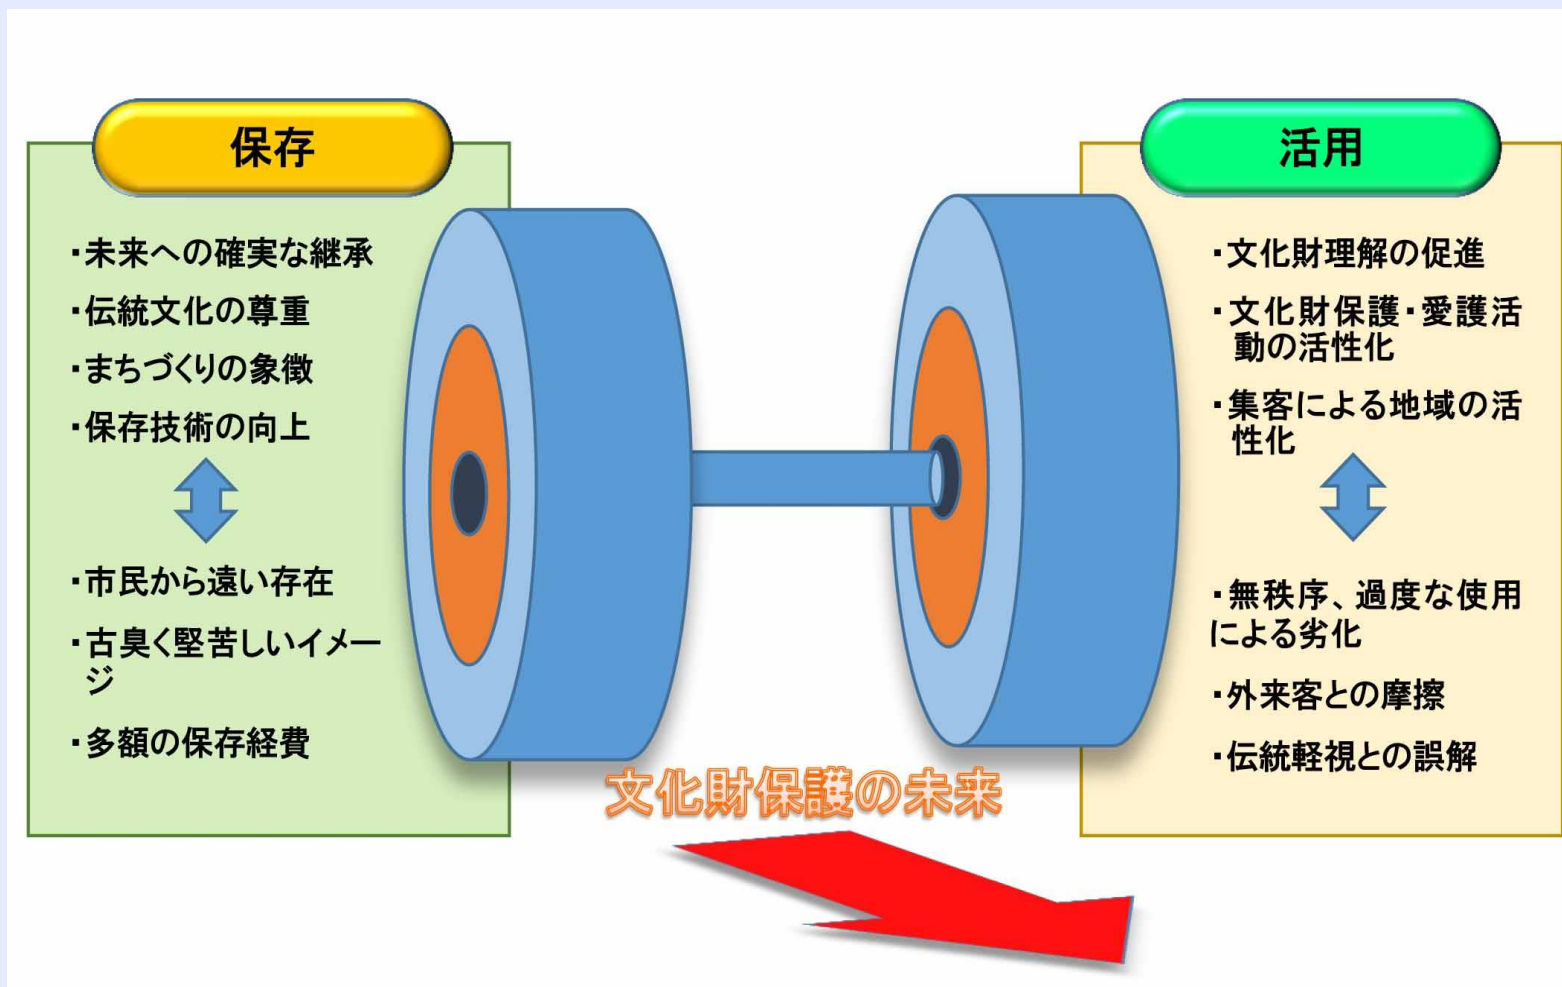 保存
・未来への確実な継承
・伝統文化の尊重
・まちづくりの象徴
・保存技術の向上
・市民から遠い存在
・古臭く堅苦しいイメー
ジ
・多額の保存経費
活用
・文化財理解の促進
・文化財保護・愛護活
動の活性化
・集客による地域の活
性化
・無秩序、過度な使用
による劣化
・外来客との摩擦
・伝統軽視との誤解
文化財保護の未来